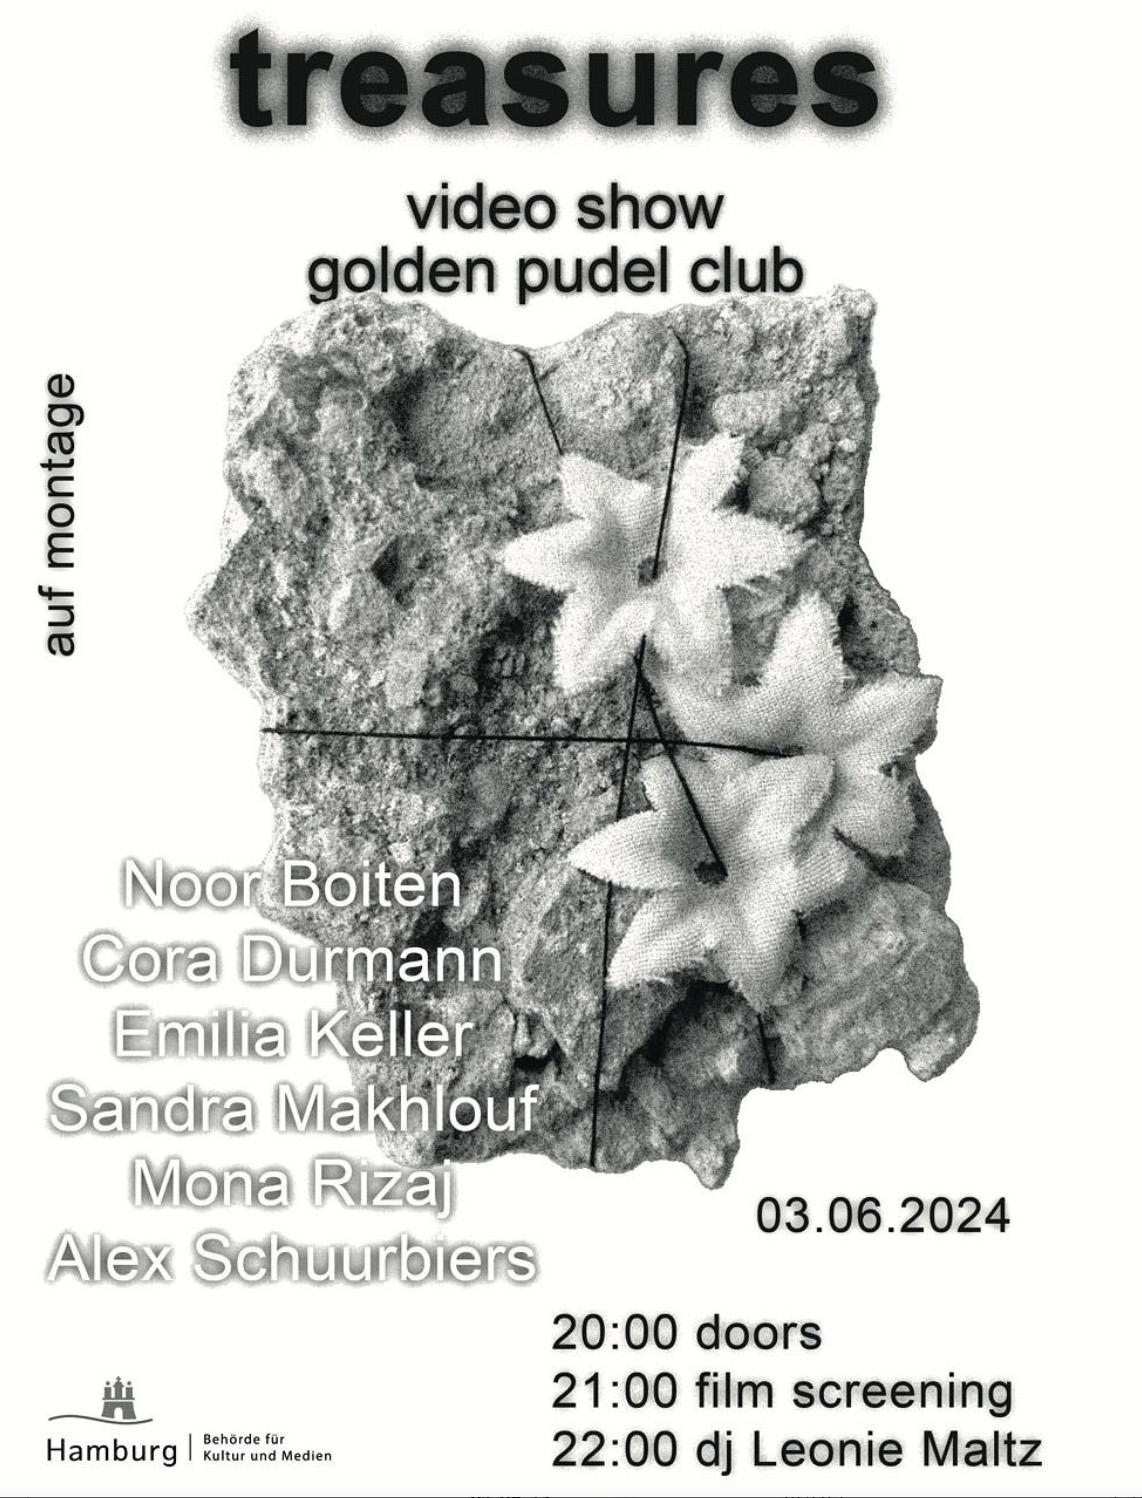 treasures
video show
golden pudel club
auf montage
Noor Boiten
Cora Durmann
Emilia Keller
Sandra Makhlouf
Mona Rizaj
Alex Schuurbiers
03.06.2024
20:00 doors
21:00 film screening
22:00 dj Leonie Maltz
Hamburg
Behörde für
Kultur und Medien